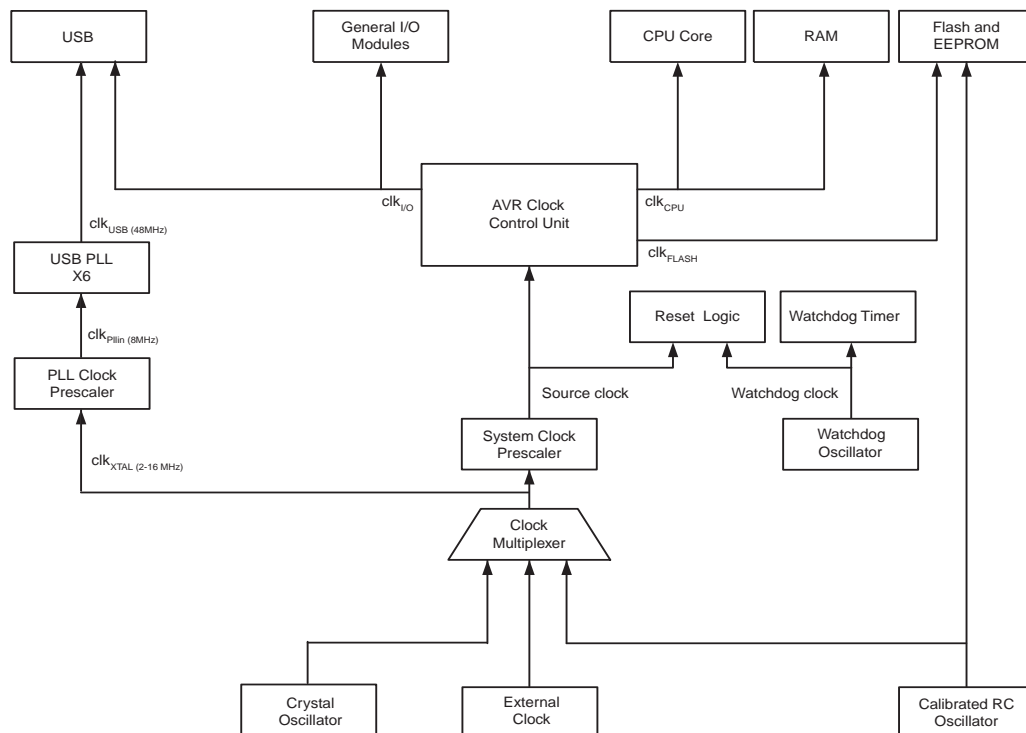 USB
General I/O
Modules
CPU Core
RAM
Flash and
EEPROM
clkI/O
AVR Clock
Control Unit
clkCPU
clkUSB (48MHz)
clkFLASH
USB PLL
X6
Reset Logic
Watchdog Timer
clkPllin (8MHz)
PLL Clock
Prescaler
Source clock
Watchdog clock
System Clock
Prescaler
Watchdog
Oscillator
clkXTAL (2-16 MHz)
Clock
Multiplexer
Crystal
Oscillator
External
Clock
Calibrated RC
Oscillator